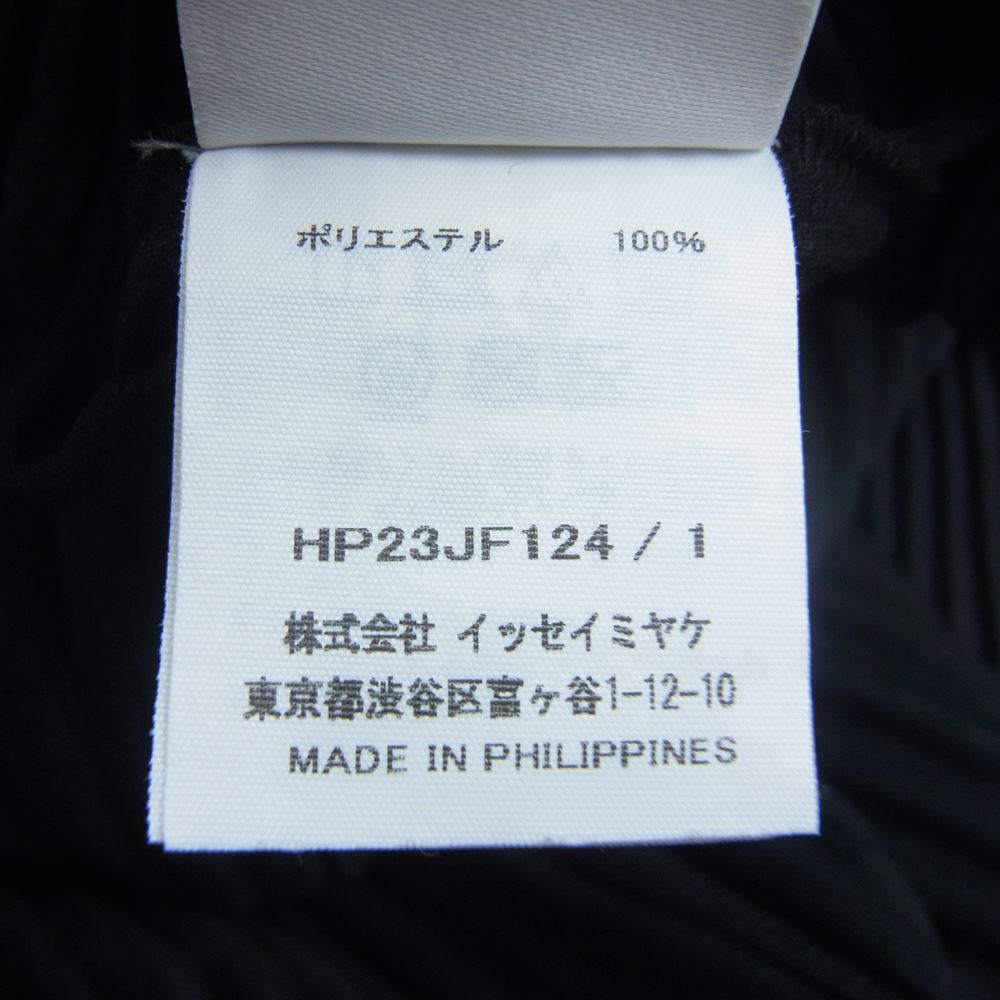 ポリエステル 100%
HP23JF124 / 1
株式会社 イッセイミヤケ
東京都渋谷区富ヶ谷1-12-10
MADE IN PHILIPPINES